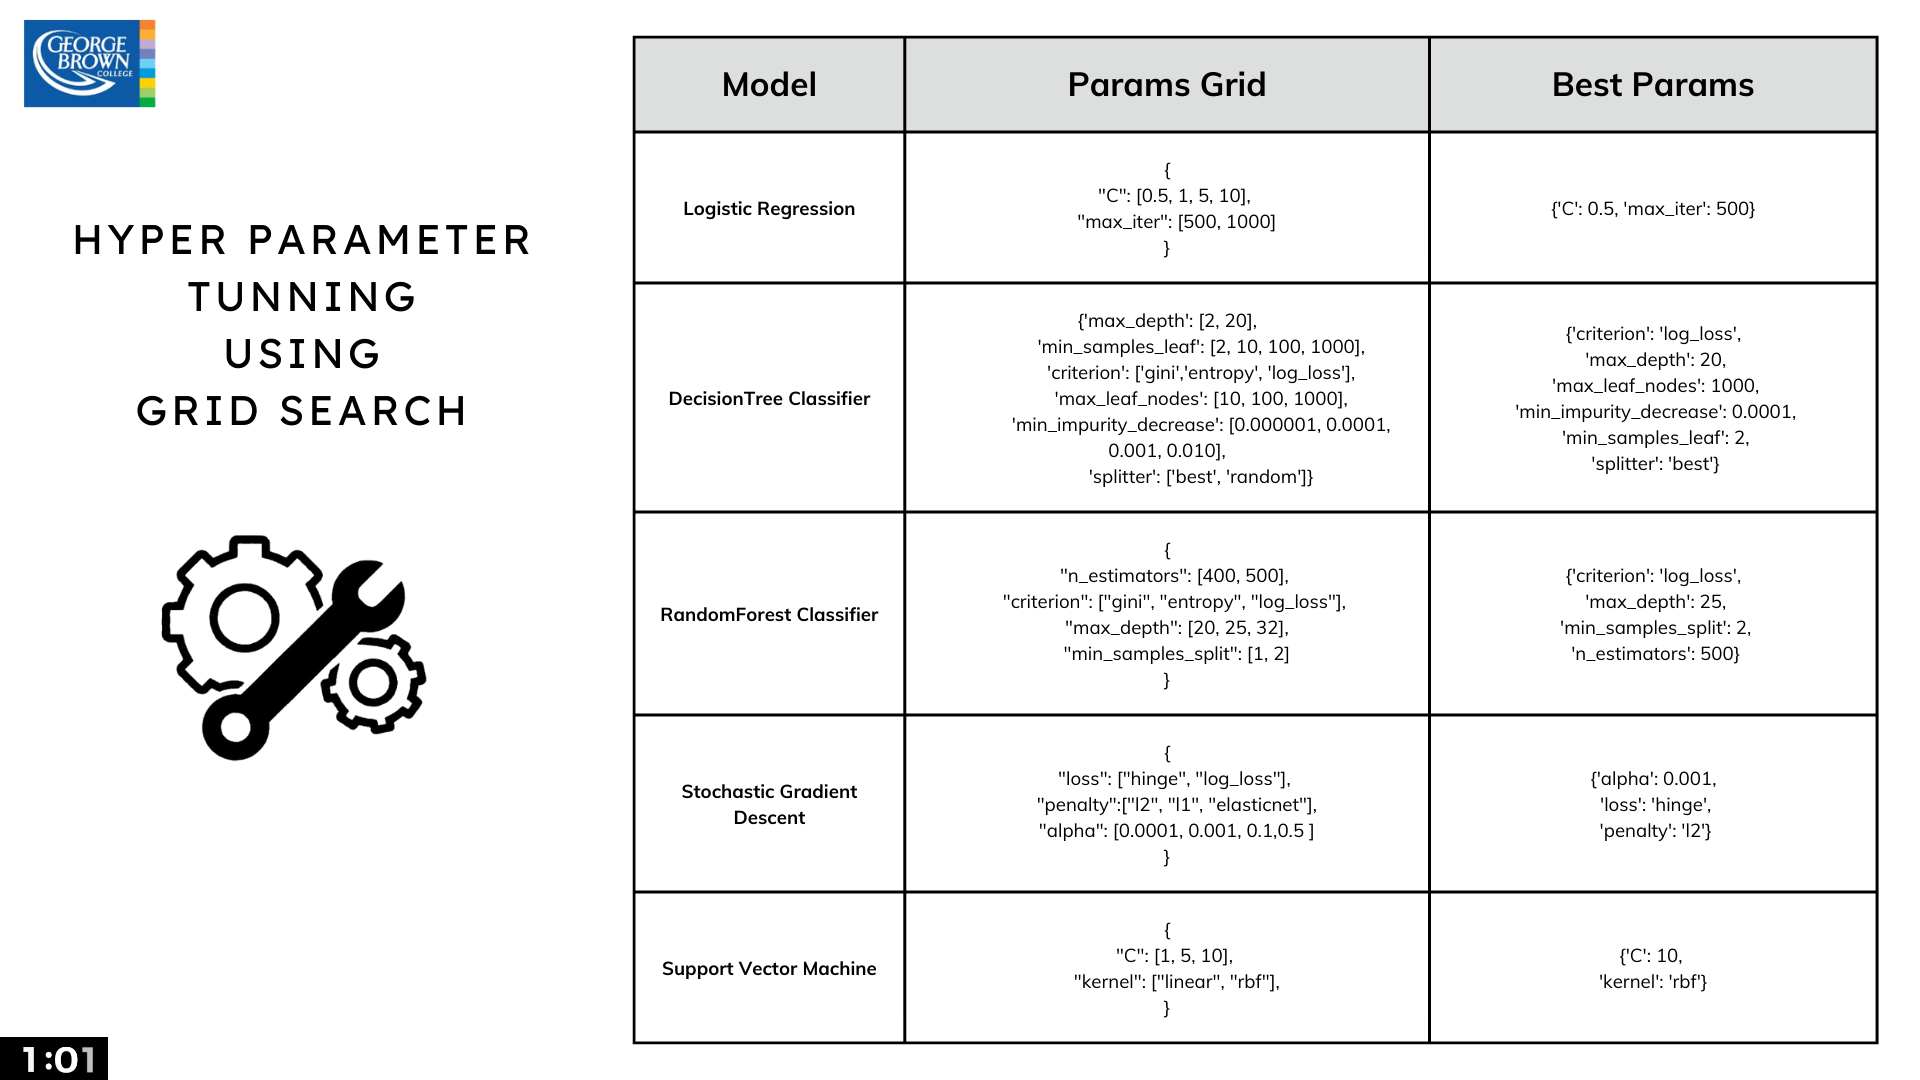 GEORGE
BROWN
COLLEGE
HYPER PARAMETER
TUNNING
USING
GRID SEARCH
Model Params Grid Best Params
Logistic Regression
{
"C": [0.5, 1, 5, 10],
"max_iter": [500, 1000]
}
{'C': 0.5, 'max_iter': 500}
DecisionTree Classifier
{'max_depth': [2, 20],
'min_samples_leaf': [2, 10, 100, 1000],
'criterion': ['gini','entropy', 'log_loss'],
'max_leaf_nodes': [10, 100, 1000],
'min_impurity_decrease': [0.000001, 0.0001,
0.001, 0.010],
'splitter': ['best', 'random']}
{'criterion': 'log_loss',
'max_depth': 20,
'max_leaf_nodes': 1000,
'min_impurity_decrease': 0.0001,
'min_samples_leaf': 2,
'splitter': 'best'}
RandomForest Classifier
{
"n_estimators": [400, 500],
"criterion": ["gini", "entropy", "log_loss"],
"max_depth": [20, 25, 32],
"min_samples_split": [1, 2]
}
{'criterion': 'log_loss',
'max_depth': 25,
'min_samples_split': 2,
'n_estimators': 500}
Stochastic Gradient
Descent
{
"loss": ["hinge", "log_loss"],
"penalty":["l2", "l1", "elasticnet"],
"alpha": [0.0001, 0.001, 0.1,0.5 ]
}
{'alpha': 0.001,
'loss': 'hinge',
'penalty': 'l2'}
Support Vector Machine
{
"C": [1, 5, 10],
"kernel": ["linear", "rbf"],
}
{'C': 10,
'kernel': 'rbf'}
1:01